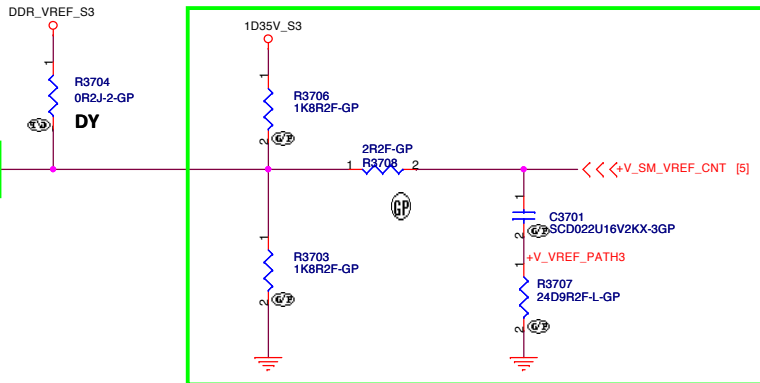 DDR_VREF_S3
1D35V_S3
1
R3704
0R2J-2-GP
DY
2
1
R3706
1K8R2F-GP
2
G/P
2R2F-GP
1
R3708
2
GP
+V_SM_VREF_CNT [5]
1
C3701
SCD022U16V2KX-3GP
2
G/P
1
R3703
1K8R2F-GP
2
G/P
+V_VREF_PATH3
1
R3707
24D9R2F-L-GP
2
G/P